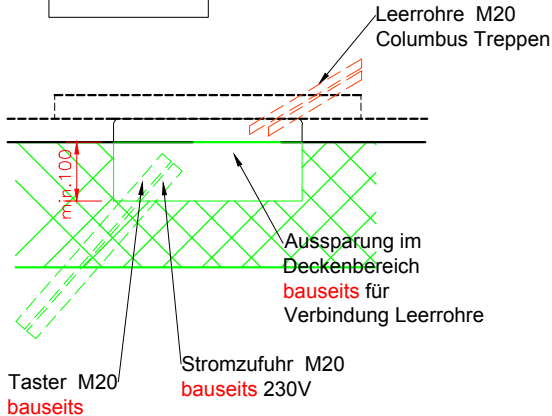 Leerrohre M20
Columbus Treppen
min.100
Aussparung im
Deckenbereich
bauseits für
Verbindung Leerrohre
Stromzufuhr M20
bauseits 230V
Taster M20
bauseits